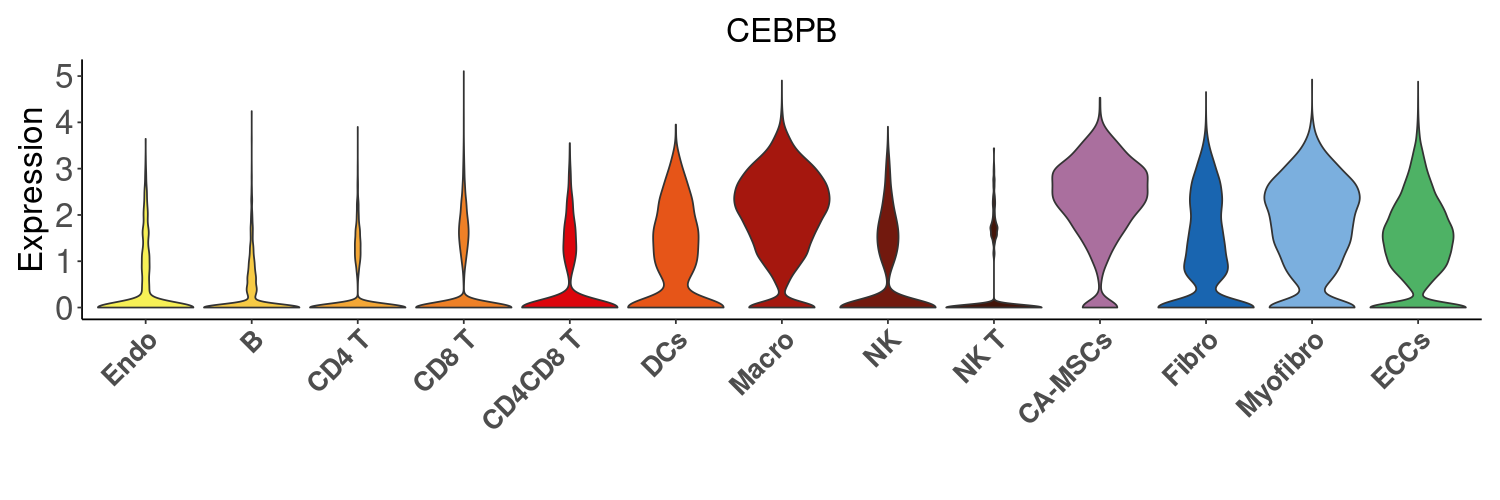 CEBPB
Expression
5
4
3
2
1
0
Endo
B
CD4 T
CD8 T
CD4CD8 T
DCs
Macro
NK
NK T
CA-MSCs
Fibro
Myofibro
ECCs